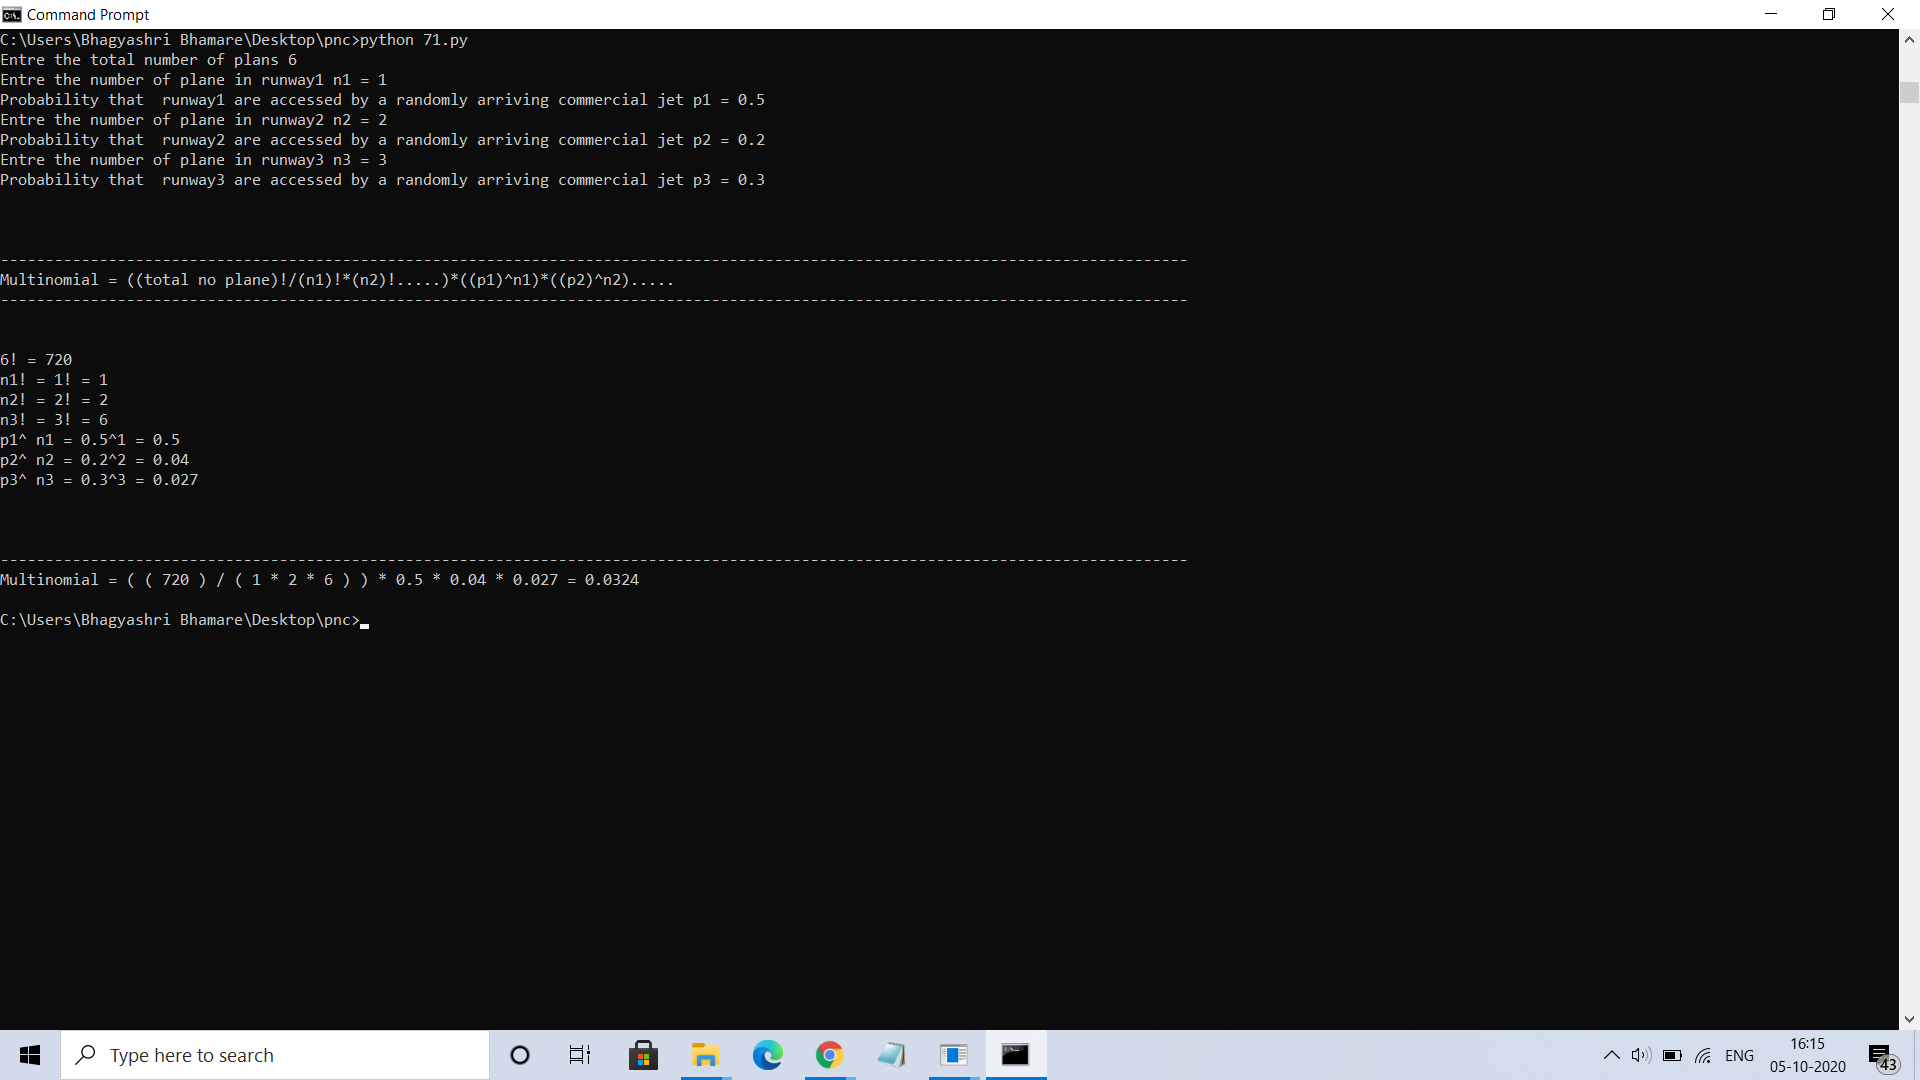 Command Prompt
C:\Users\Bhagyashri Bhamare\Desktop\pnc>python 71.py
Entre the total number of plans 6
Entre the number of plane in runway1 n1 = 1
Probability that  runway1 are accessed by a randomly arriving commercial jet p1 = 0.5
Entre the number of plane in runway2 n2 = 2
Probability that  runway2 are accessed by a randomly arriving commercial jet p2 = 0.2
Entre the number of plane in runway3 n3 = 3
Probability that  runway3 are accessed by a randomly arriving commercial jet p3 = 0.3
------------------------------------------------------------------------------------------------------------------------------------
Multinomial = ((total no plane)!/(n1)!*(n2)!.....)*((p1)^n1)*((p2)^n2).....
------------------------------------------------------------------------------------------------------------------------------------
6! = 720
n1! = 1! = 1
n2! = 2! = 2
n3! = 3! = 6
p1^ n1 = 0.5^1 = 0.5
p2^ n2 = 0.2^2 = 0.04
p3^ n3 = 0.3^3 = 0.027
------------------------------------------------------------------------------------------------------------------------------------
Multinomial = ( ( 720 ) / ( 1 * 2 * 6 ) ) * 0.5 * 0.04 * 0.027 = 0.0324
C:\Users\Bhagyashri Bhamare\Desktop\pnc>
Type here to search
ENG
16:15
05-10-2020
43